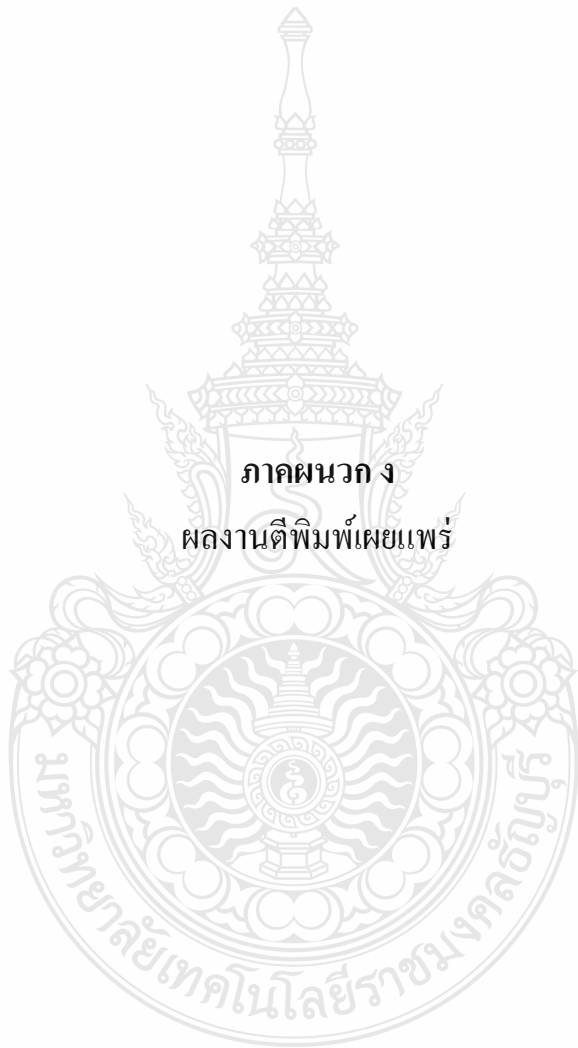 ภาคผนวก ง
ผลงานตีพิมพ์เผยแพร่
มหาวิทยาลัยเทคโนโลยีราชมงคลธัญบุรี